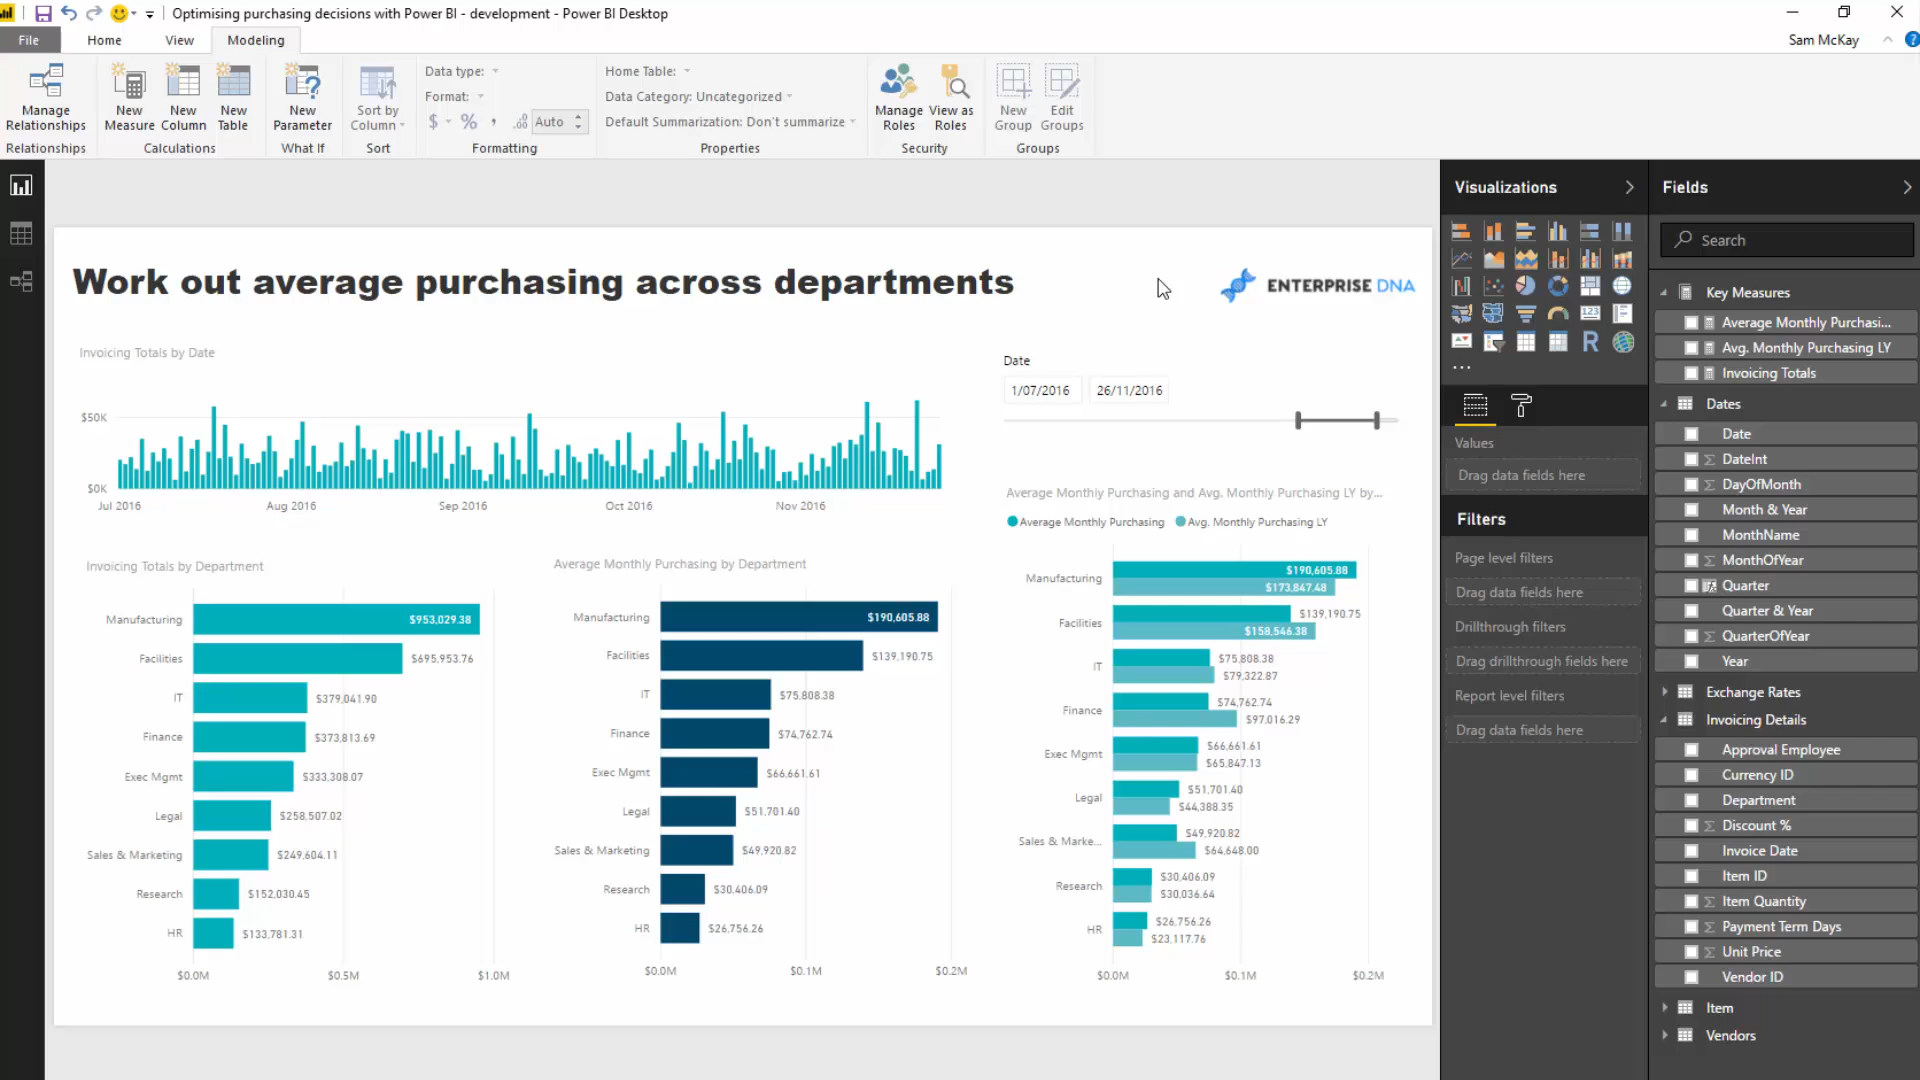 Optimising purchasing decisions with Power BI - development - Power BI Desktop
File
Home
View
Modeling
Sam McKay
Manage Relationships
New Measure
New Column
New Table
New Parameter
Sort by Column
Data type:
Format:
$ % , .00 Auto
Home Table:
Data Category: Uncategorized
Default Summarization: Don't summarize
Manage Roles
View as Roles
New Group
Edit Groups
Relationships
Calculations
What If
Sort
Formatting
Properties
Security
Groups
Work out average purchasing across departments
ENTERPRISE DNA
Invoicing Totals by Date
$50K
$0K
Jul 2016
Aug 2016
Sep 2016
Oct 2016
Nov 2016
Date
1/07/2016
26/11/2016
Invoicing Totals by Department
Manufacturing $953,029.38
Facilities $695,953.76
IT $379,041.90
Finance $373,813.69
Exec Mgmt $333,308.07
Legal $258,507.02
Sales & Marketing $249,604.11
Research $152,030.45
HR $133,781.31
$0.0M $0.5M $1.0M
Average Monthly Purchasing by Department
Manufacturing $190,605.88
Facilities $139,190.75
IT $75,808.38
Finance $74,762.74
Exec Mgmt $66,661.61
Legal $51,701.40
Sales & Marketing $49,920.82
Research $30,406.09
HR $26,756.26
$0.0M $0.1M $0.2M
Average Monthly Purchasing and Avg. Monthly Purchasing LY by...
Average Monthly Purchasing
Avg. Monthly Purchasing LY
Manufacturing $190,605.88
$173,847.48
Facilities $139,190.75
$158,546.38
IT $75,808.38
$79,322.87
Finance $74,762.74
$97,016.29
Exec Mgmt $66,661.61
$65,847.13
Legal $51,701.40
$44,388.35
Sales & Marke... $49,920.82
$64,648.00
Research $30,406.09
$30,036.64
HR $26,756.26
$23,117.76
$0.0M $0.1M $0.2M
Visualizations
R
Values
Drag data fields here
Filters
Page level filters
Drag data fields here
Drillthrough filters
Drag drillthrough fields here
Report level filters
Drag data fields here
Fields
Search
Key Measures
Average Monthly Purchasi...
Avg. Monthly Purchasing LY
Invoicing Totals
Dates
Date
DateInt
DayOfMonth
Month & Year
MonthName
MonthOfYear
Quarter
Quarter & Year
QuarterOfYear
Year
Exchange Rates
Invoicing Details
Approval Employee
Currency ID
Department
Discount %
Invoice Date
Item ID
Item Quantity
Payment Term Days
Unit Price
Vendor ID
Item
Vendors